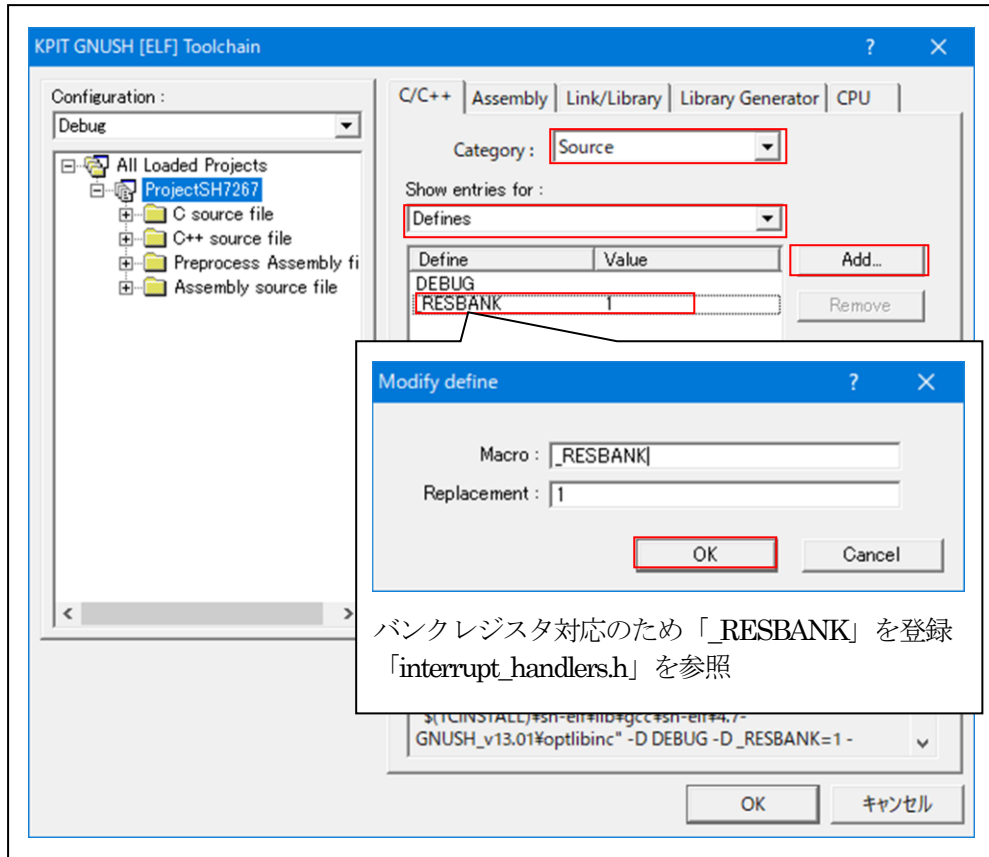 KPIT GNUSH [ELF] Toolchain
Configuration :
Debug
All Loaded Projects
ProjectSH7267
C source file
C++ source file
Preprocess Assembly fi
Assembly source file
C/C++ Assembly Link/Library Library Generator CPU
Category : Source
Show entries for :
Defines
Define Value
DEBUG
_RESBANK 1
Add...
Remove
Modify define
Macro : _RESBANK
Replacement : 1
OK Cancel
バンクレジスタ対応のため「_RESBANK」を登録
「interrupt_handlers.h」を参照
"$(TCINSTALL)¥sh-elf¥lib¥gcc¥sh-elf¥4.7-
GNUSH_v13.01¥optlibinc" -D DEBUG -D _RESBANK=1 -
OK キャンセル